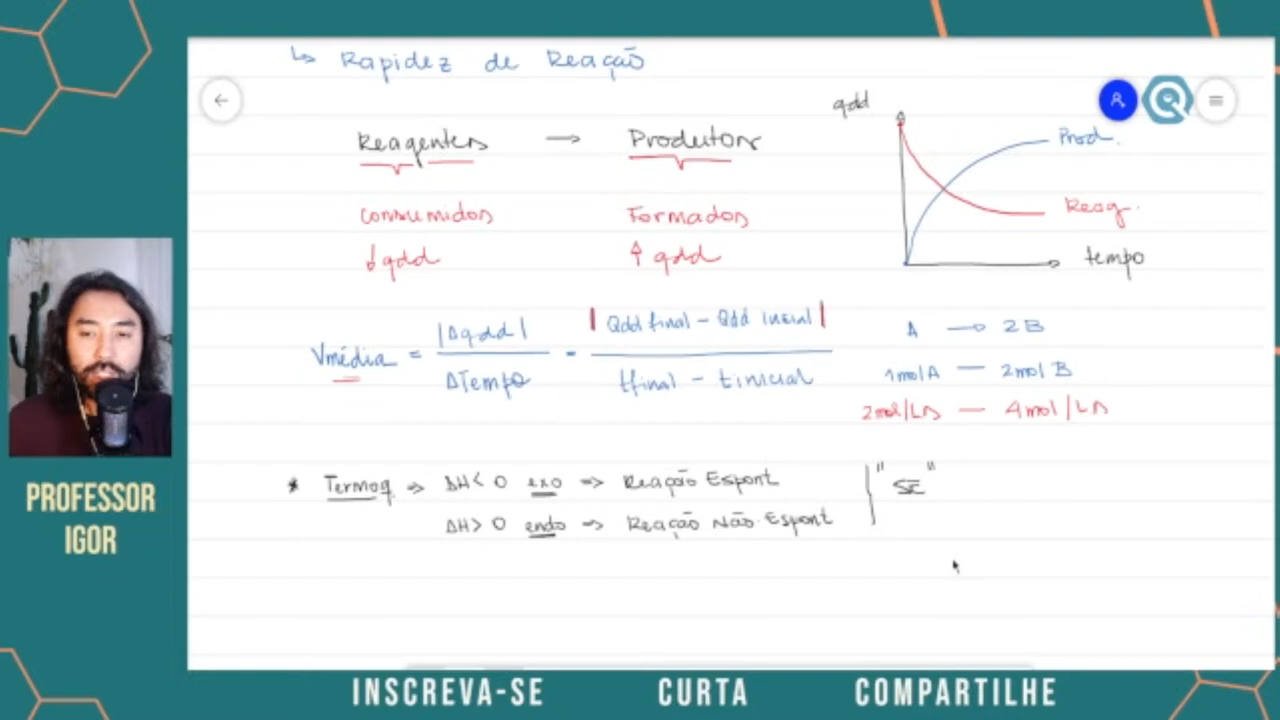 ↳ Rapidez de Reação
Reagentes → Produtos
consumidos Formados
↓qdd ↑qdd
qdd
Prod.
Reag.
tempo
Vmédia = |Δqdd| / ΔTempo = |Qdd final - Qdd inicial| / tfinal - tinicial
A → 2B
1mol A — 2mol B
2mol/L A — 4mol/L A
* Termoq ⇒ ΔH < 0 exo ⇒ Reação Espont
ΔH > 0 endo ⇒ Reação Não Espont
"SE"
PROFESSOR
IGOR
INSCREVA-SE CURTA COMPARTILHE